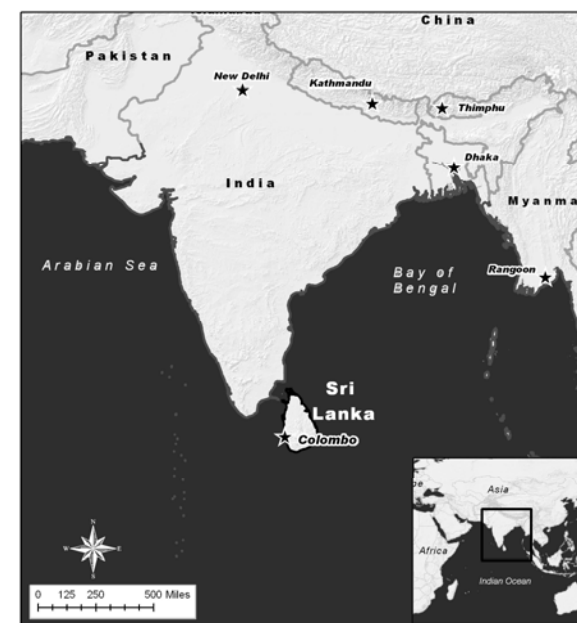 China
Pakistan
New Delhi
Kathmandu
Thimphu
Dhaka
India
Myanma
Arabian Sea
Bay of
Bengal
Rangoon
Sri
Lanka
Colombo
Asia
Africa
Indian Ocean
N
W
E
S
0 125 250 500 Miles